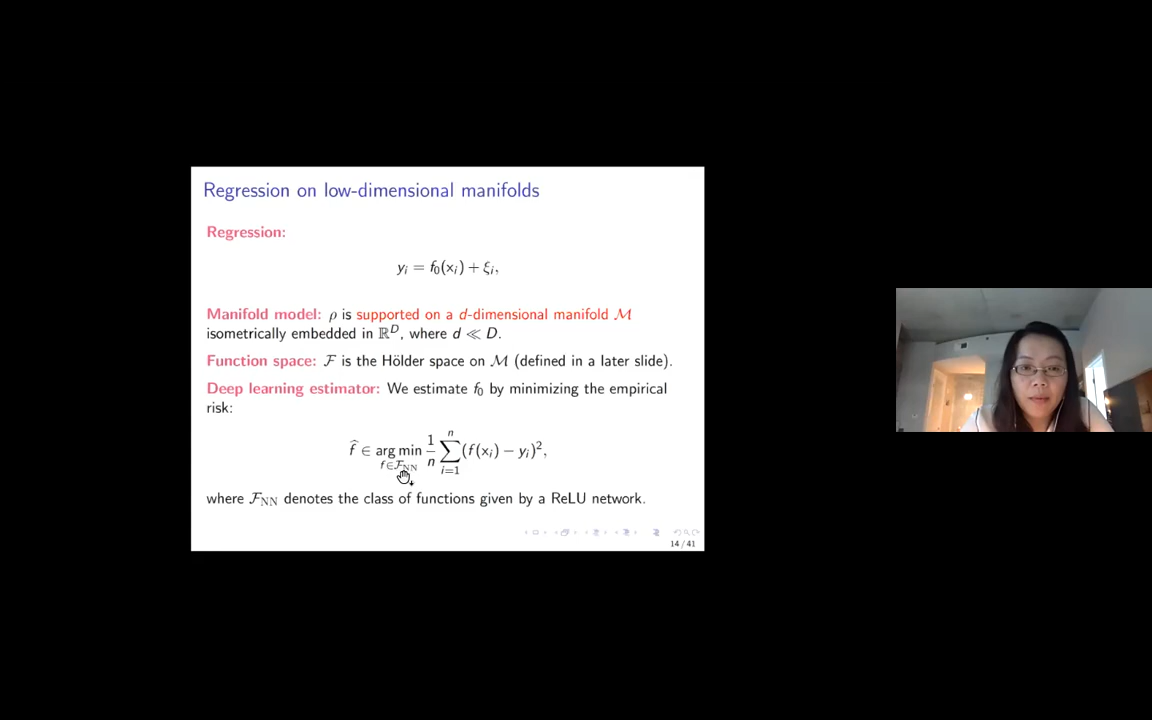 Regression on low-dimensional manifolds
Regression:
yᵢ = f₀(xᵢ) + ξᵢ,
Manifold model: ρ is supported on a d-dimensional manifold ℳ
isometrically embedded in ℝᴰ, where d ≪ D.
Function space: ℱ is the Hölder space on ℳ (defined in a later slide).
Deep learning estimator: We estimate f₀ by minimizing the empirical
risk:
f̂ ∈ arg min_{f∈ℱ_NN} 1/n ∑_{i=1}^{n} (f(xᵢ) − yᵢ)²,
where ℱ_NN denotes the class of functions given by a ReLU network.
14 / 41